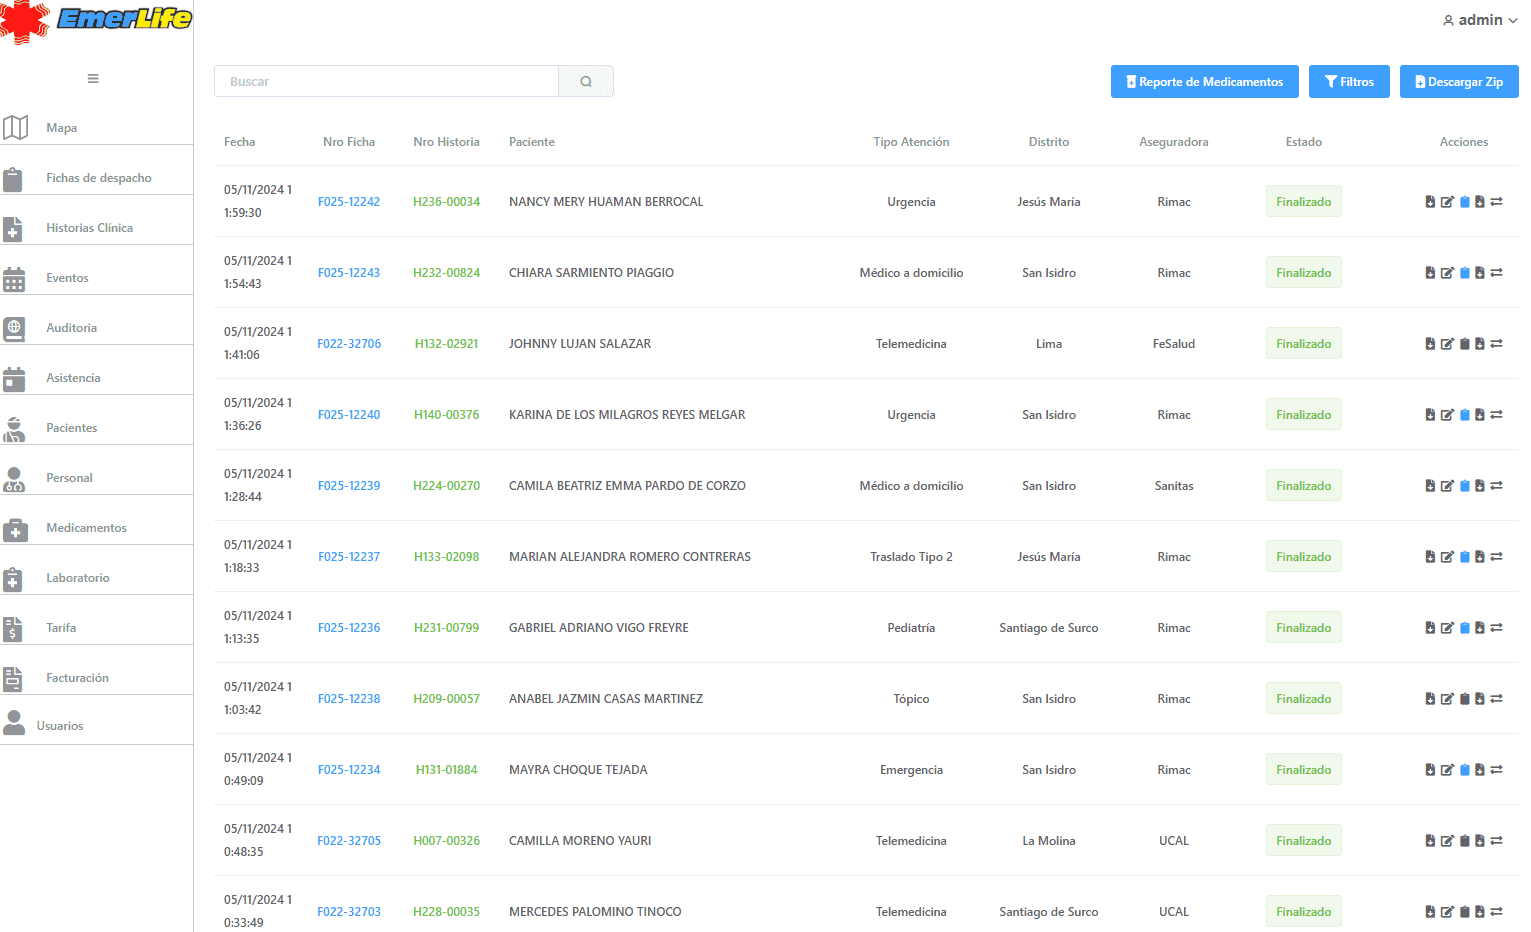 EmerLife
admin
Buscar
Reporte de Medicamentos
Filtros
Descargar Zip
Mapa
Fichas de despacho
Historias Clínica
Eventos
Auditoria
Asistencia
Pacientes
Personal
Medicamentos
Laboratorio
Tarifa
Facturación
Usuarios
Fecha Nro Ficha Nro Historia Paciente Tipo Atención Distrito Aseguradora Estado Acciones
05/11/2024 1
1:59:30
F025-12242 H236-00034 NANCY MERY HUAMAN BERROCAL Urgencia Jesús María Rimac Finalizado
05/11/2024 1
1:54:43
F025-12243 H232-00824 CHIARA SARMIENTO PIAGGIO Médico a domicilio San Isidro Rimac Finalizado
05/11/2024 1
1:41:06
F022-32706 H132-02921 JOHNNY LUJAN SALAZAR Telemedicina Lima FeSalud Finalizado
05/11/2024 1
1:36:26
F025-12240 H140-00376 KARINA DE LOS MILAGROS REYES MELGAR Urgencia San Isidro Rimac Finalizado
05/11/2024 1
1:28:44
F025-12239 H224-00270 CAMILA BEATRIZ EMMA PARDO DE CORZO Médico a domicilio San Isidro Sanitas Finalizado
05/11/2024 1
1:18:33
F025-12237 H133-02098 MARIAN ALEJANDRA ROMERO CONTRERAS Traslado Tipo 2 Jesús María Rimac Finalizado
05/11/2024 1
1:13:35
F025-12236 H231-00799 GABRIEL ADRIANO VIGO FREYRE Pediatría Santiago de Surco Rimac Finalizado
05/11/2024 1
1:03:42
F025-12238 H209-00057 ANABEL JAZMIN CASAS MARTINEZ Tópico San Isidro Rimac Finalizado
05/11/2024 1
0:49:09
F025-12234 H131-01884 MAYRA CHOQUE TEJADA Emergencia San Isidro Rimac Finalizado
05/11/2024 1
0:48:35
F022-32705 H007-00326 CAMILLA MORENO YAURI Telemedicina La Molina UCAL Finalizado
05/11/2024 1
0:33:49
F022-32703 H228-00035 MERCEDES PALOMINO TINOCO Telemedicina Santiago de Surco UCAL Finalizado